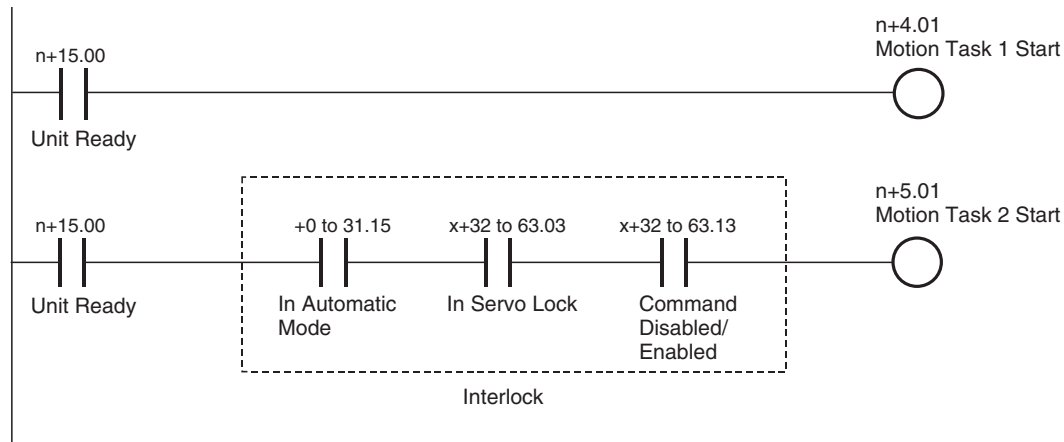 n+4.01
Motion Task 1 Start
n+15.00
Unit Ready
n+5.01
Motion Task 2 Start
n+15.00
+0 to 31.15
x+32 to 63.03
x+32 to 63.13
Unit Ready
In Automatic
Mode
In Servo Lock
Command
Disabled/
Enabled
Interlock